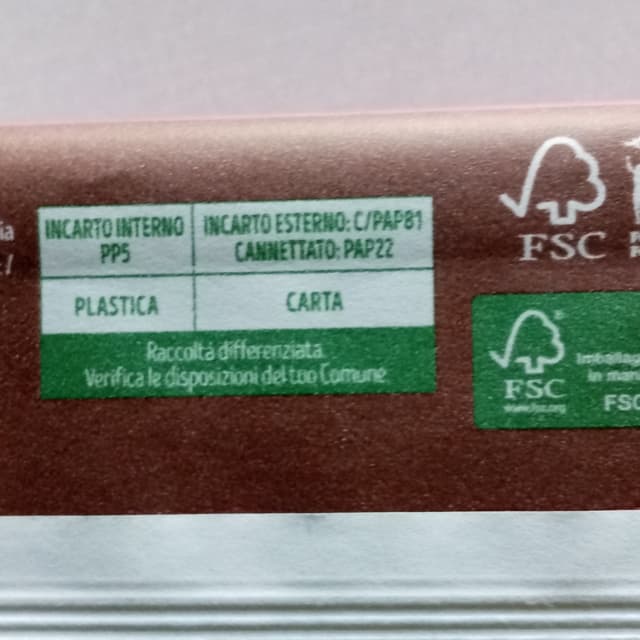 INCARTO INTERNO
PP5
INCARTO ESTERNO: C/PAP81
CANNETTATO: PAP22
PLASTICA
CARTA
Raccolta differenziata.
Verifica le disposizioni del tuo Comune
FSC
FSC
www.fsc.org
in
FSC